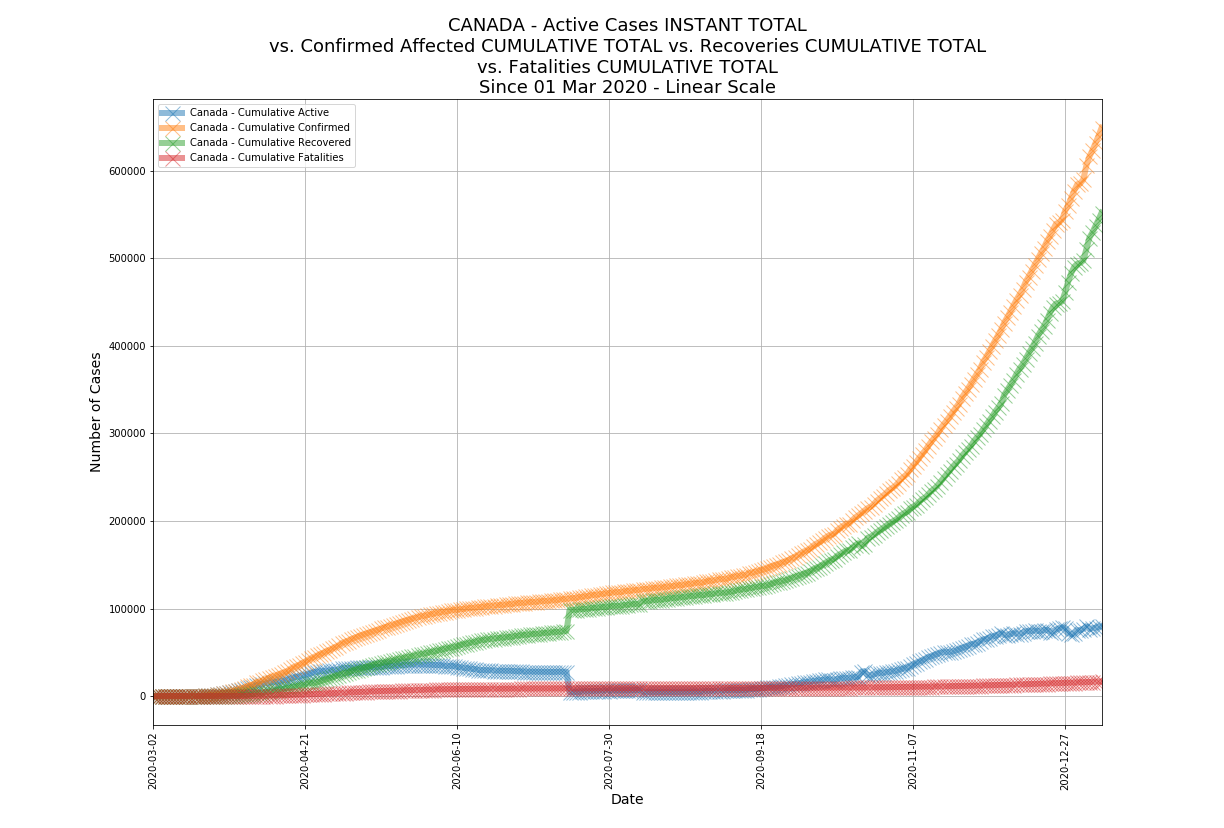 CANADA - Active Cases INSTANT TOTAL
vs. Confirmed Affected CUMULATIVE TOTAL vs. Recoveries CUMULATIVE TOTAL
vs. Fatalities CUMULATIVE TOTAL
Since 01 Mar 2020 - Linear Scale
Canada - Cumulative Active
Canada - Cumulative Confirmed
Canada - Cumulative Recovered
Canada - Cumulative Fatalities
Number of Cases
600000
500000
400000
300000
200000
100000
0
2020-03-02
2020-04-21
2020-06-10
2020-07-30
2020-09-18
2020-11-07
2020-12-27
Date